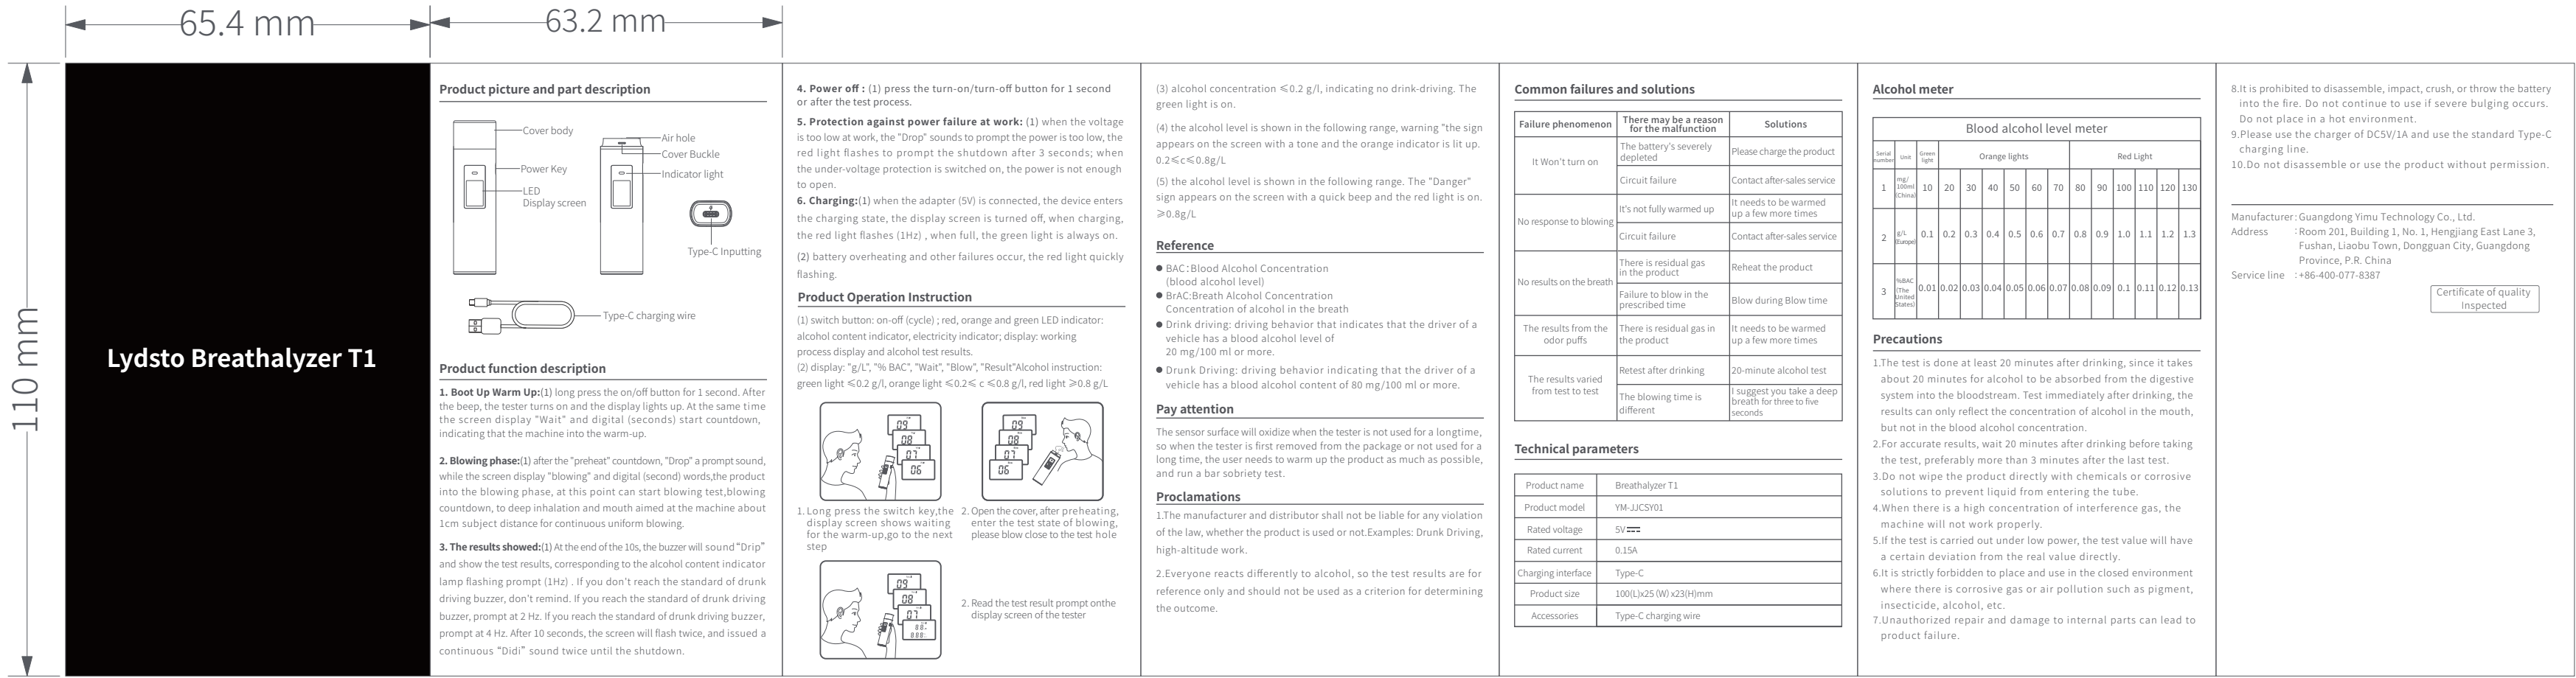 65.4 mm
63.2 mm
110 mm
Lydsto Breathalyzer T1
Product picture and part description
Cover body
Power Key
LED
Display screen
Air hole
Cover Buckle
Indicator light
Type-C Inputting
Type-C charging wire
Product function description
1. Boot Up Warm Up:(1) long press the on/off button for 1 second. After
the beep, the tester turns on and the display lights up. At the same time
the screen display "Wait" and digital (seconds) start countdown,
indicating that the machine into the warm-up.
2. Blowing phase:(1) after the "preheat" countdown, "Drop" a prompt sound,
while the screen display "blowing" and digital (second) words,the product
into the blowing phase, at this point can start blowing test,blowing
countdown, to deep inhalation and mouth aimed at the machine about
1cm subject distance for continuous uniform blowing.
3. The results showed:(1) At the end of the 10s, the buzzer will sound“Drip”
and show the test results, corresponding to the alcohol content indicator
lamp flashing prompt (1Hz) . If you don't reach the standard of drunk
driving buzzer, don't remind. If you reach the standard of drunk driving
buzzer, prompt at 2 Hz. If you reach the standard of drunk driving buzzer,
prompt at 4 Hz. After 10 seconds, the screen will flash twice, and issued a
continuous “Didi” sound twice until the shutdown.
4. Power off : (1) press the turn-on/turn-off button for 1 second
or after the test process.
5. Protection against power failure at work: (1) when the voltage
is too low at work, the "Drop" sounds to prompt the power is too low, the
red light flashes to prompt the shutdown after 3 seconds; when
the under-voltage protection is switched on, the power is not enough
to open.
6. Charging:(1) when the adapter (5V) is connected, the device enters
the charging state, the display screen is turned off, when charging,
the red light flashes (1Hz) , when full, the green light is always on.
(2) battery overheating and other failures occur, the red light quickly
flashing.
Product Operation Instruction
(1) switch button: on-off (cycle) ; red, orange and green LED indicator:
alcohol content indicator, electricity indicator; display: working
process display and alcohol test results.
(2) display: "g/L", "% BAC", "Wait", "Blow", "Result"Alcohol instruction:
green light ≤0.2 g/l, orange light ≤0.2≤ c ≤0.8 g/l, red light ≥0.8 g/L
09
08
07
06
09
08
07
06
1. Long press the switch key,the
display screen shows waiting
for the warm-up,go to the next
step
2. Open the cover, after preheating,
enter the test state of blowing,
please blow close to the test hole
09
08
07
2. Read the test result prompt onthe
display screen of the tester
(3) alcohol concentration ≤0.2 g/l, indicating no drink-driving. The
green light is on.
(4) the alcohol level is shown in the following range, warning "the sign
appears on the screen with a tone and the orange indicator is lit up.
0.2≤c≤0.8g/L
(5) the alcohol level is shown in the following range. The "Danger"
sign appears on the screen with a quick beep and the red light is on.
≥0.8g/L
Reference
● BAC:Blood Alcohol Concentration
(blood alcohol level)
● BrAC:Breath Alcohol Concentration
Concentration of alcohol in the breath
● Drink driving: driving behavior that indicates that the driver of a
vehicle has a blood alcohol level of
20 mg/100 ml or more.
● Drunk Driving: driving behavior indicating that the driver of a
vehicle has a blood alcohol content of 80 mg/100 ml or more.
Pay attention
The sensor surface will oxidize when the tester is not used for a longtime,
so when the tester is first removed from the package or not used for a
long time, the user needs to warm up the product as much as possible,
and run a bar sobriety test.
Proclamations
1.The manufacturer and distributor shall not be liable for any violation
of the law, whether the product is used or not.Examples: Drunk Driving,
high-altitude work.
2.Everyone reacts differently to alcohol, so the test results are for
reference only and should not be used as a criterion for determining
the outcome.
Common failures and solutions
Failure phenomenon
There may be a reason
for the malfunction
Solutions
It Won't turn on
The battery's severely
depleted
Please charge the product
Circuit failure
Contact after-sales service
No response to blowing
It's not fully warmed up
It needs to be warmed
up a few more times
Circuit failure
Contact after-sales service
No results on the breath
There is residual gas
in the product
Reheat the product
Failure to blow in the
prescribed time
Blow during Blow time
The results from the
odor puffs
There is residual gas in
the product
It needs to be warmed
up a few more times
The results varied
from test to test
Retest after drinking
20-minute alcohol test
The blowing time is
different
I suggest you take a deep
breath for three to five
seconds
Technical parameters
Product name Breathalyzer T1
Product model YM-JJCSY01
Rated voltage 5V
Rated current 0.15A
Charging interface Type-C
Product size 100(L)x25 (W) x23(H)mm
Accessories Type-C charging wire
Alcohol meter
Blood alcohol level meter
Serial
number
Unit
Green
light
Orange lights
Red Light
1 mg/
100ml
(China) 10 20 30 40 50 60 70 80 90 100 110 120 130
2 g/L
(Europe) 0.1 0.2 0.3 0.4 0.5 0.6 0.7 0.8 0.9 1.0 1.1 1.2 1.3
3 %BAC
(The
United
States) 0.01 0.02 0.03 0.04 0.05 0.06 0.07 0.08 0.09 0.1 0.11 0.12 0.13
Precautions
1.The test is done at least 20 minutes after drinking, since it takes
about 20 minutes for alcohol to be absorbed from the digestive
system into the bloodstream. Test immediately after drinking, the
results can only reflect the concentration of alcohol in the mouth,
but not in the blood alcohol concentration.
2.For accurate results, wait 20 minutes after drinking before taking
the test, preferably more than 3 minutes after the last test.
3.Do not wipe the product directly with chemicals or corrosive
solutions to prevent liquid from entering the tube.
4.When there is a high concentration of interference gas, the
machine will not work properly.
5.If the test is carried out under low power, the test value will have
a certain deviation from the real value directly.
6.It is strictly forbidden to place and use in the closed environment
where there is corrosive gas or air pollution such as pigment,
insecticide, alcohol, etc.
7.Unauthorized repair and damage to internal parts can lead to
product failure.
8.It is prohibited to disassemble, impact, crush, or throw the battery
into the fire. Do not continue to use if severe bulging occurs.
Do not place in a hot environment.
9.Please use the charger of DC5V/1A and use the standard Type-C
charging line.
10.Do not disassemble or use the product without permission.
Manufacturer: Guangdong Yimu Technology Co., Ltd.
Address : Room 201, Building 1, No. 1, Hengjiang East Lane 3,
Fushan, Liaobu Town, Dongguan City, Guangdong
Province, P.R. China
Service line : +86-400-077-8387
Certificate of quality
Inspected